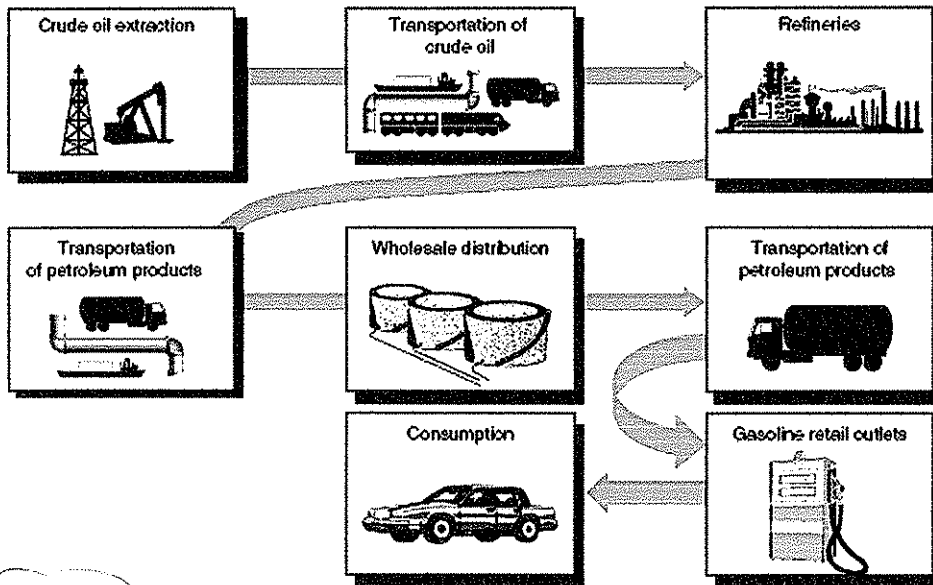 Crude oil extraction
Transportation of
crude oil
Refineries
Transportation
of petroleum products
Wholesale distribution
Transportation of
petroleum products
Consumption
Gasoline retail outlets